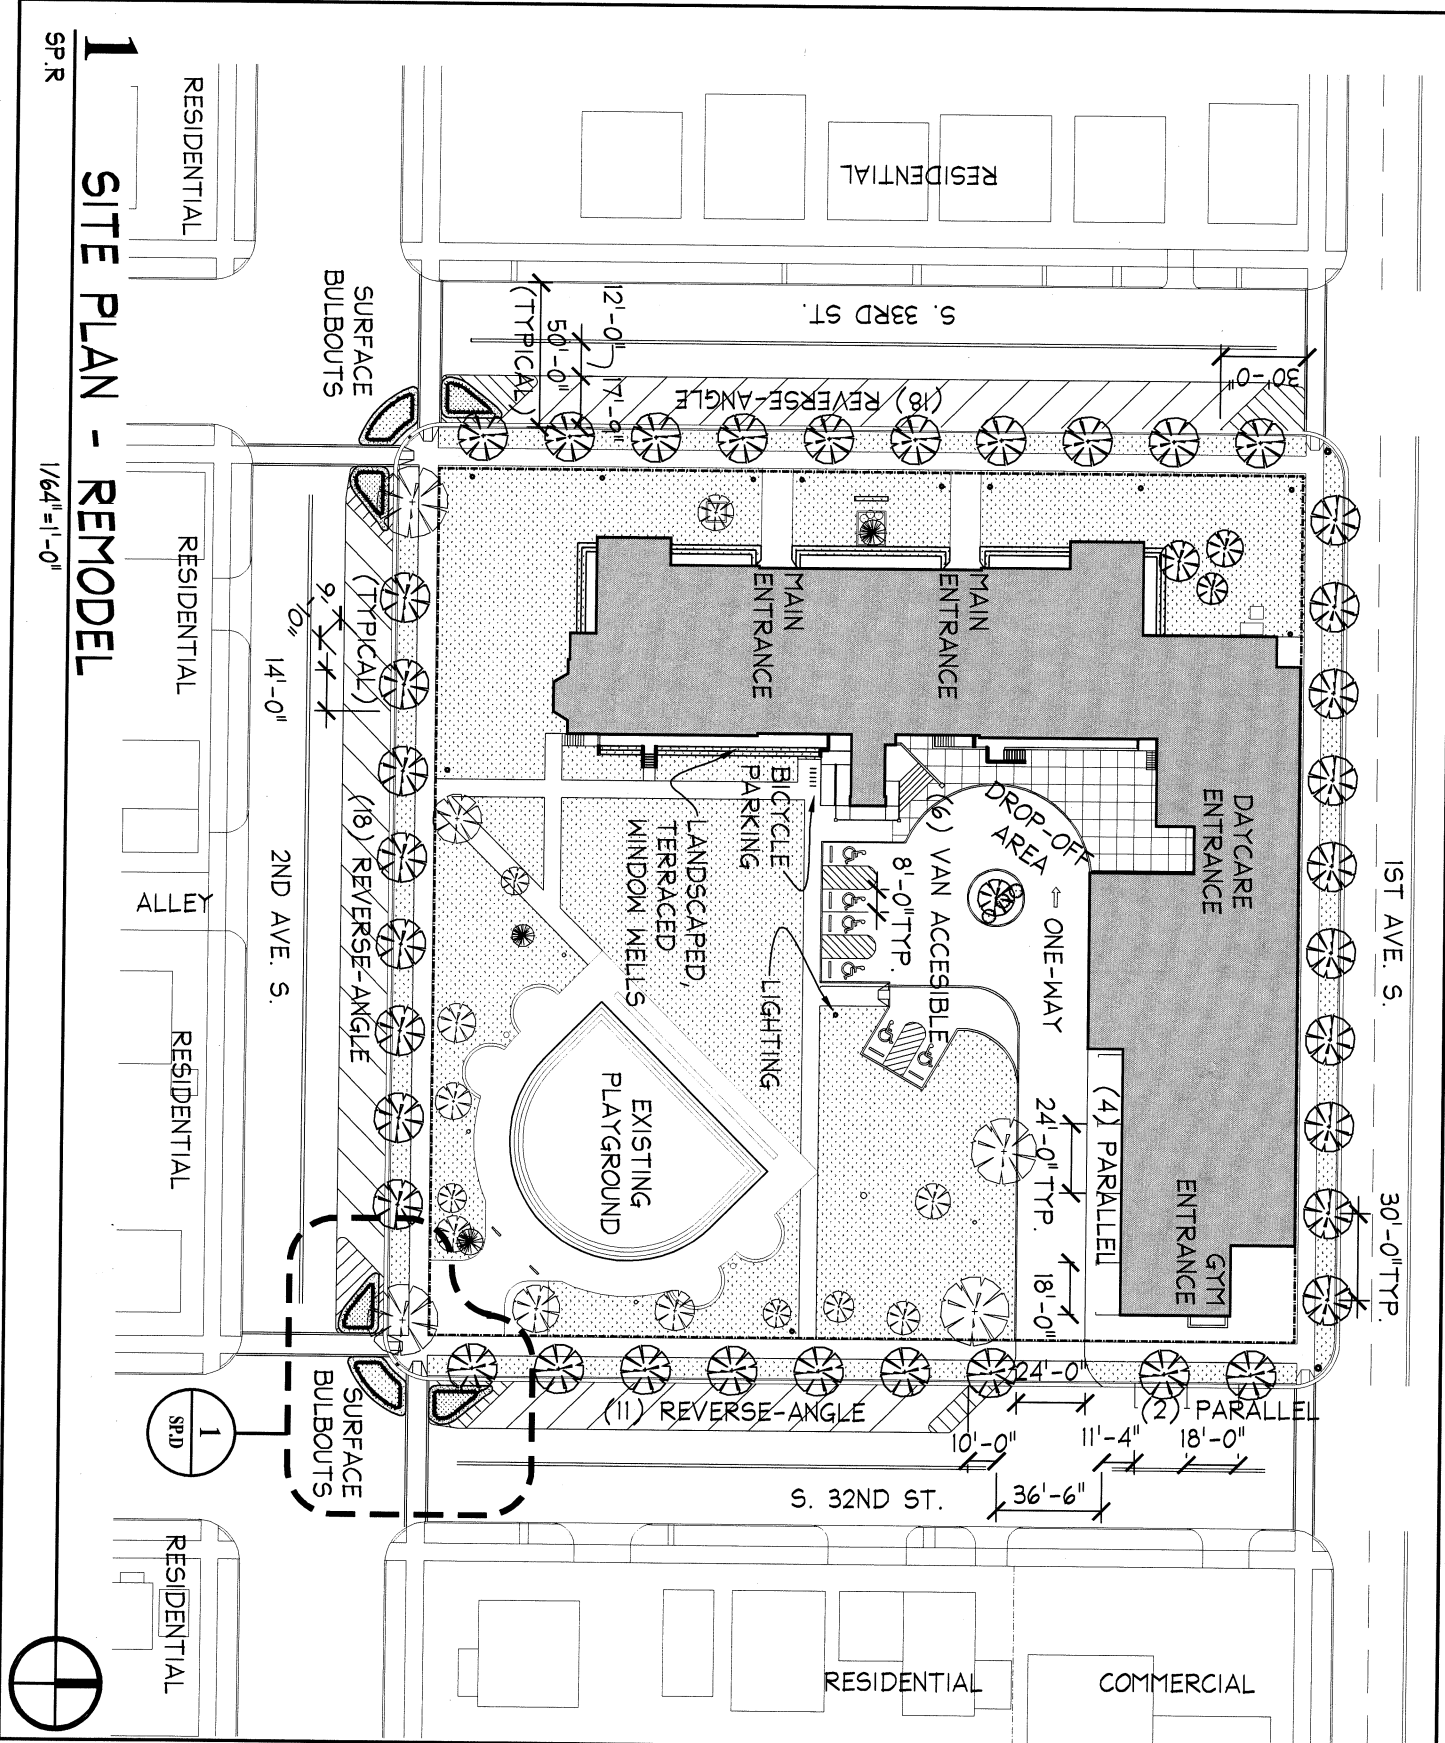 1
SP.R
SITE PLAN - REMODEL
1/64"=1'-0"
RESIDENTIAL
RESIDENTIAL
SURFACE
BULBOUTS
S. 33RD ST.
12'-0"
50'-0"
(TYPICAL)
17'-9"
(18) REVERSE-ANGLE
30'-0"
RESIDENTIAL
(TYPICAL)
9'-0"
14'-0"
2ND AVE. S.
(18) REVERSE-ANGLE
ALLEY
RESIDENTIAL
RESIDENTIAL
MAIN
ENTRANCE
MAIN
ENTRANCE
BICYCLE
PARKING
LANDSCAPED,
TERRACED
WINDOW WELLS
LIGHTING
(6) VAN ACCESIBLE
8'-0"TYP.
DROP-OFF
AREA
← ONE-WAY
DAYCARE
ENTRANCE
1ST AVE. S.
30'-0"TYP.
(4) PARALLEL
24'-0"TYP.
18'-0"
GYM
ENTRANCE
EXISTING
PLAYGROUND
24'-0"
(2) PARALLEL
(11) REVERSE-ANGLE
10'-0"
11'-4"
18'-0"
36'-6"
S. 32ND ST.
SURFACE
BULBOUTS
1
SP.D
RESIDENTIAL
COMMERCIAL